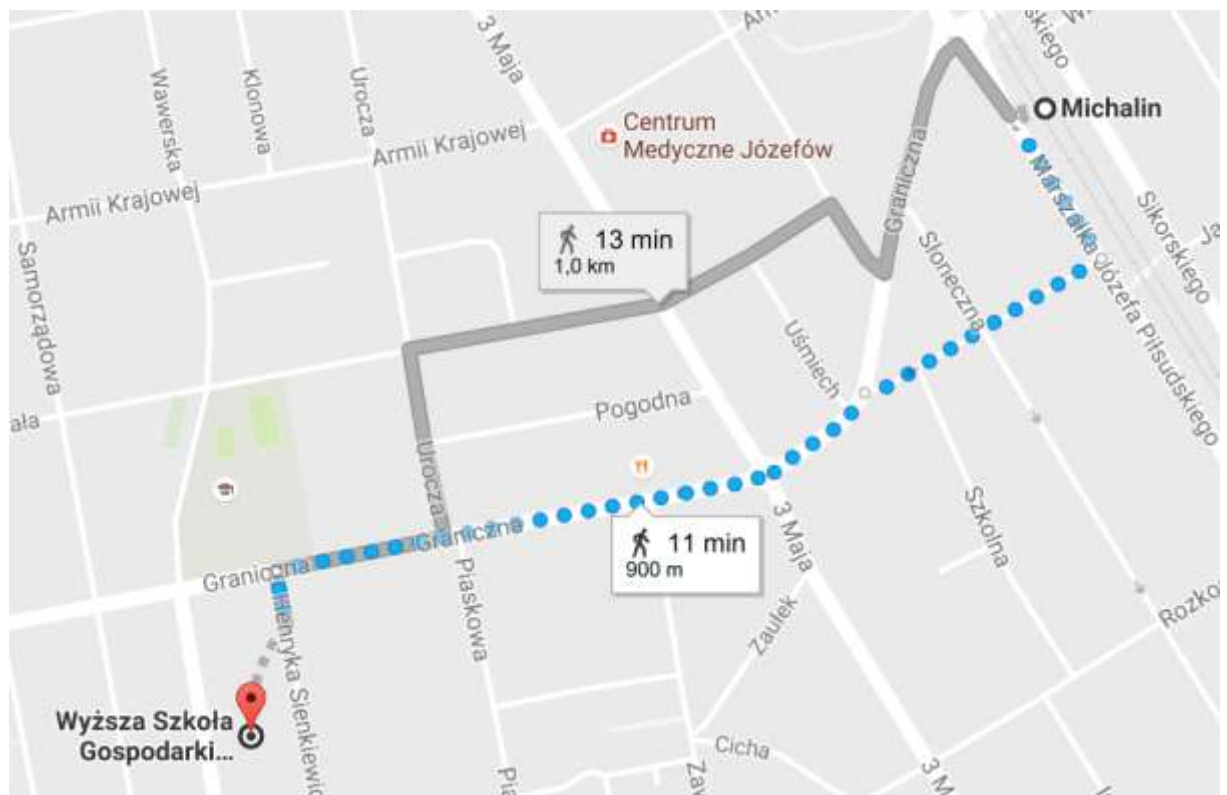 3 Maja
Wawerska
Klonowa
Urocza
Armii Krajowej
Armii Krajowej
Centrum
Medyczne Józefów
Michalin
Graniczna
Marszałka Józefa Piłsudskiego
Sikorskiego
Samorządowa
13 min
1,0 km
Słoneczna
Uśmiech
Pogodna
Urocza
Graniczna
Graniczna
11 min
900 m
3 Maja
Szkolna
Piaskowa
Zaułek
Henryka Sienkiewic
Wyższa Szkoła
Gospodarki...
Cicha
3 M